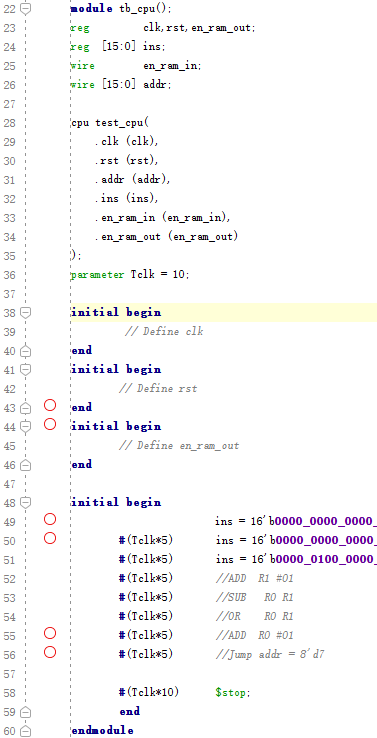 22 module tb_cpu();
23 reg clk,rst,en_ram_out;
24 reg [15:0] ins;
25 wire en_ram_in;
26 wire [15:0] addr;
27
28 cpu test_cpu(
29 .clk (clk),
30 .rst (rst),
31 .addr (addr),
32 .ins (ins),
33 .en_ram_in (en_ram_in),
34 .en_ram_out (en_ram_out)
35 );
36 parameter Tclk = 10;
37
38 initial begin
39 // Define clk
40 end
41 initial begin
42 // Define rst
43 end
44 initial begin
45 // Define en_ram_out
46 end
47
48 initial begin
49 ins = 16'b0000_0000_0000_
50 #(Tclk*5) ins = 16'b0000_0000_0000_
51 #(Tclk*5) ins = 16'b0000_0100_0000_
52 #(Tclk*5) //ADD R1 #01
53 #(Tclk*5) //SUB R0 R1
54 #(Tclk*5) //OR R0 R1
55 #(Tclk*5) //ADD R0 #01
56 #(Tclk*5) //Jump addr = 8'd7
57
58 #(Tclk*10) $stop;
59 end
60 endmodule